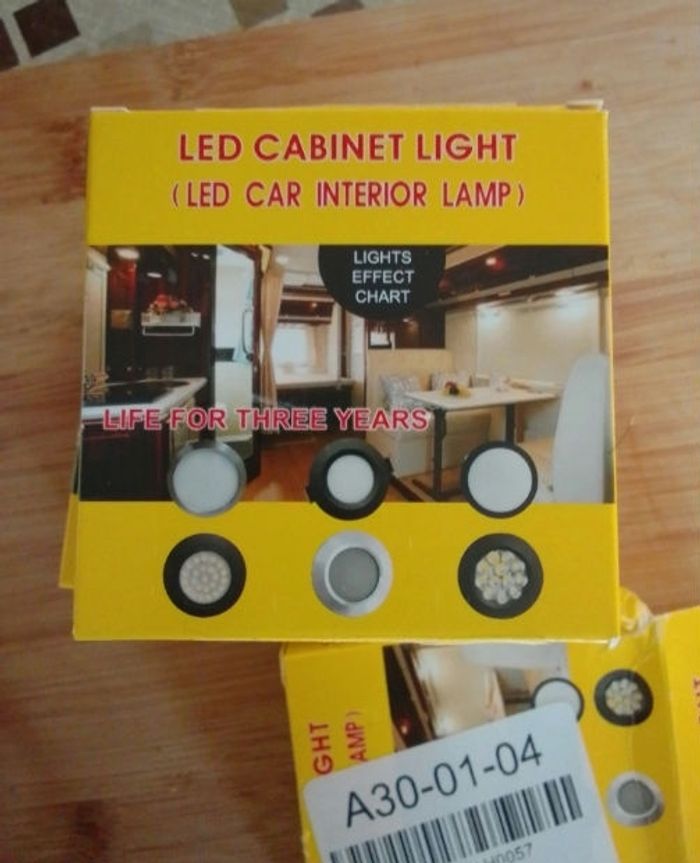 LED CABINET LIGHT
(LED CAR INTERIOR LAMP)
LIGHTS
EFFECT
CHART
LIFE FOR THREE YEARS
GHT
AMP)
A30-01-04
0057